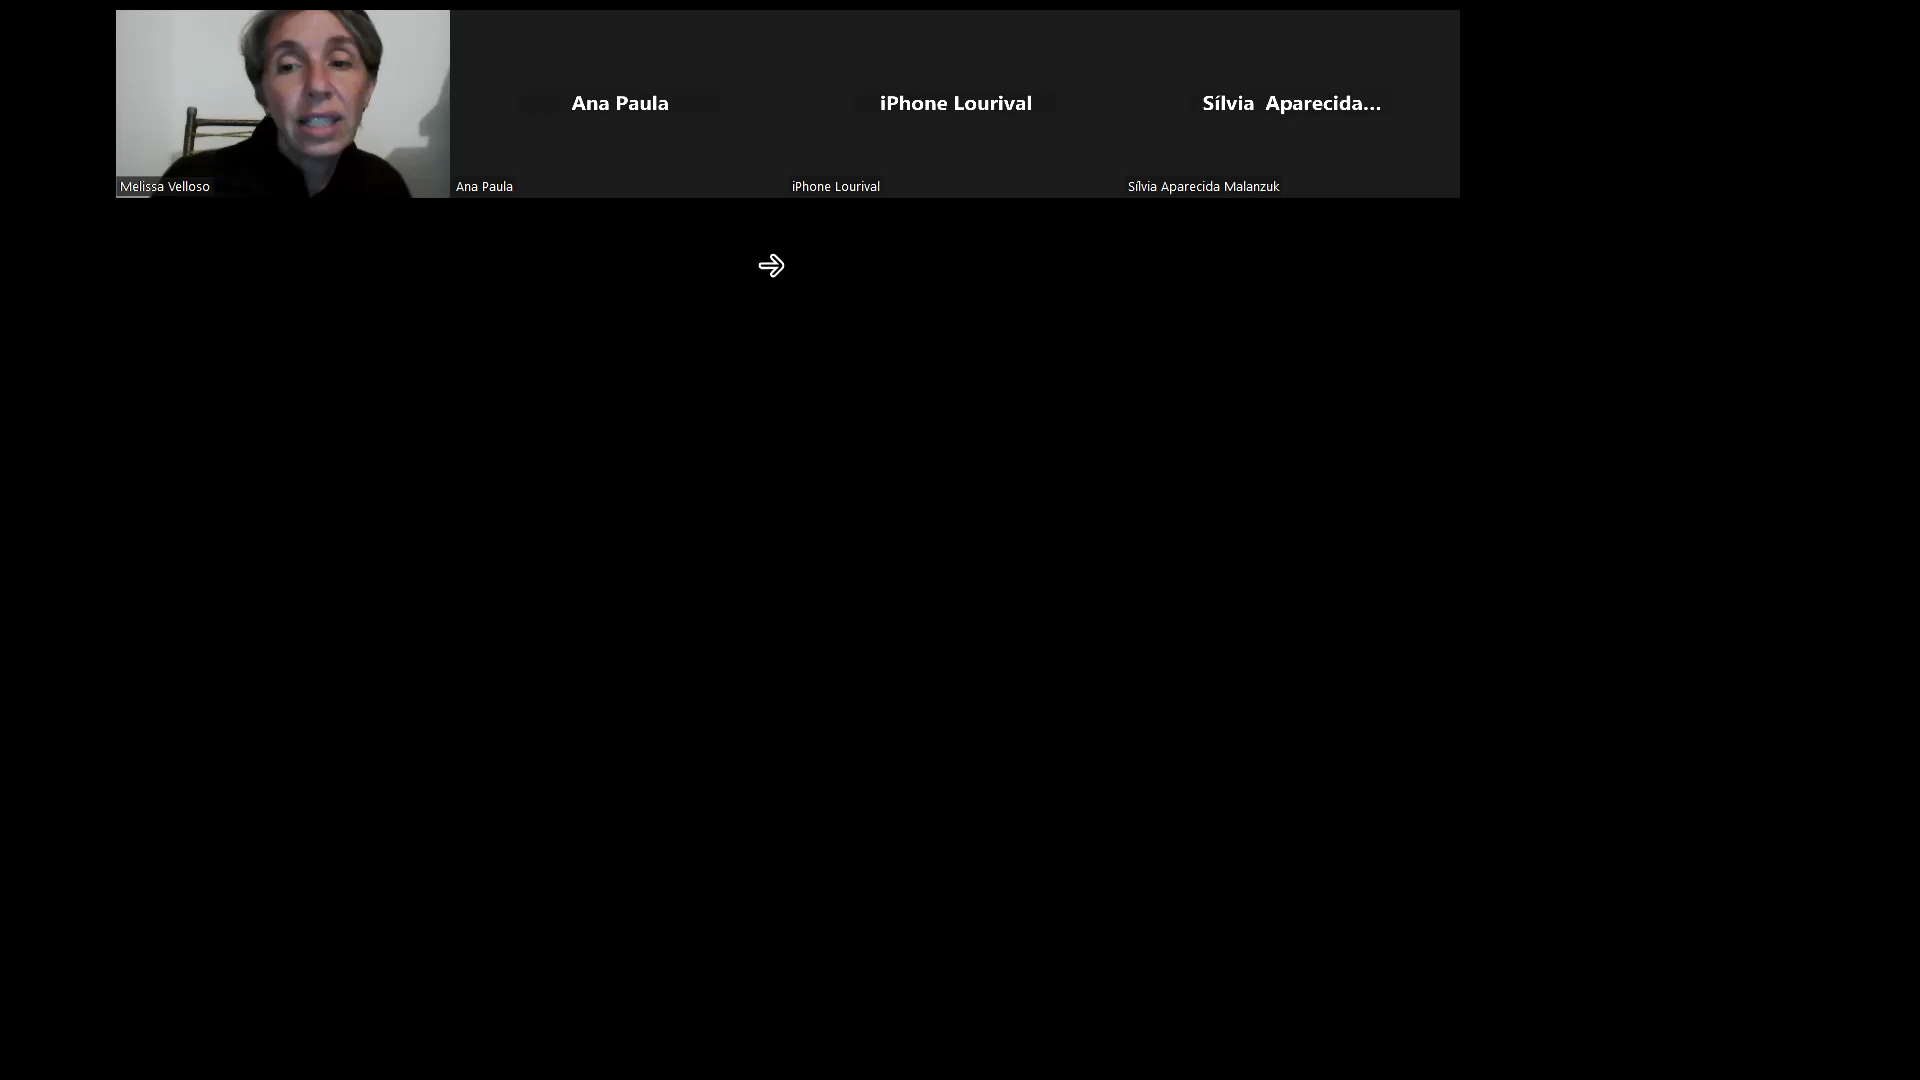 Ana Paula
iPhone Lourival
Sílvia  Aparecida...
Melissa Velloso
Ana Paula
iPhone Lourival
Sílvia Aparecida Malanzuk